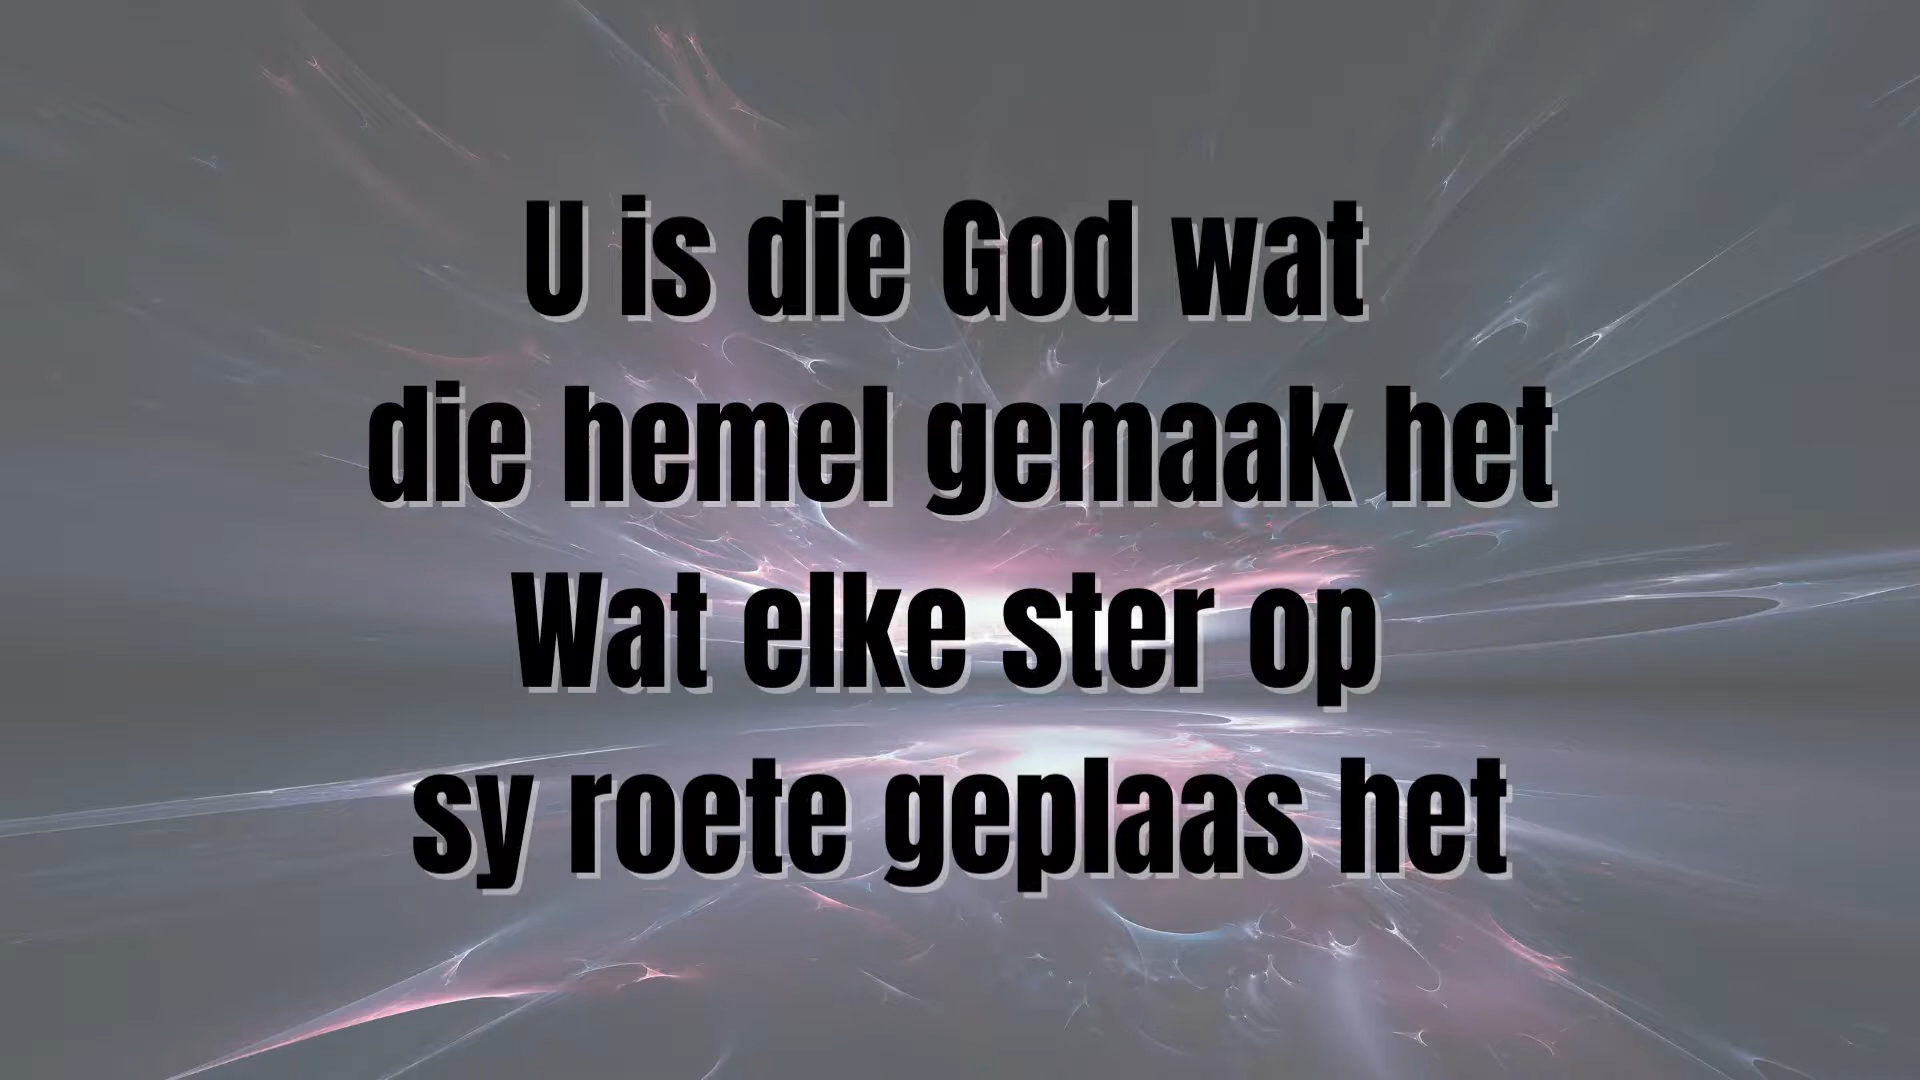 U is die God wat
die hemel gemaak het
Wat elke ster op
sy roete geplaas het